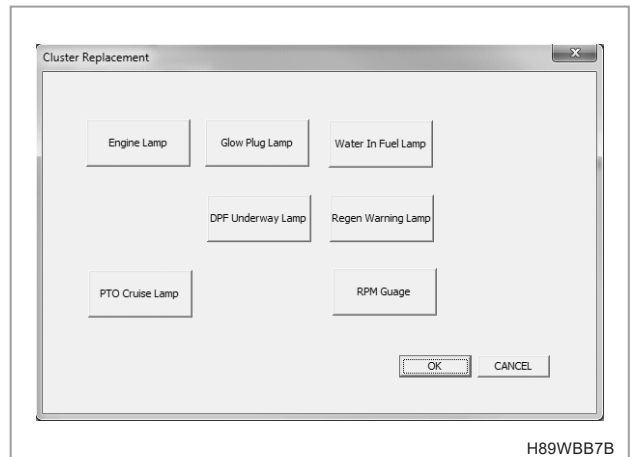 Cluster Replacement
Engine Lamp
Glow Plug Lamp
Water In Fuel Lamp
DPF Underway Lamp
Regen Warning Lamp
PTO Cruise Lamp
RPM Guage
OK
CANCEL
H89WBB7B